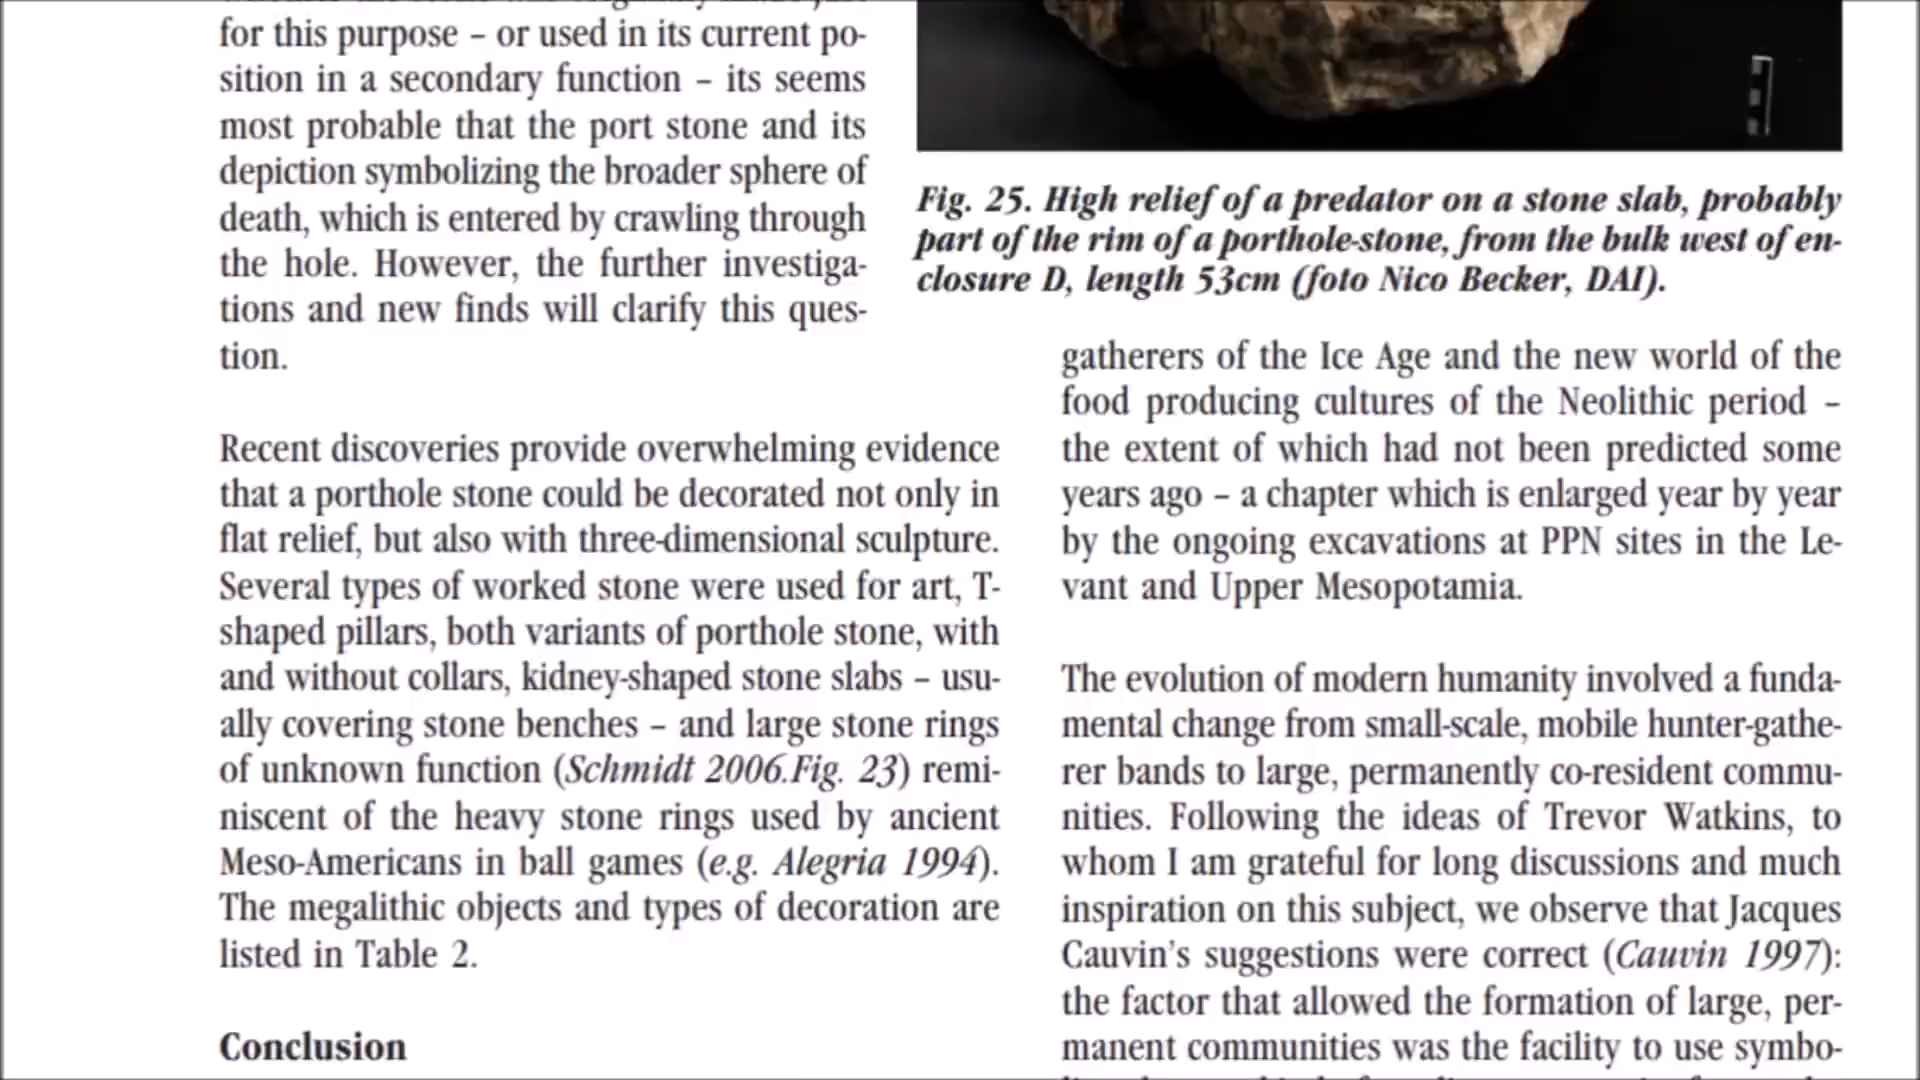 for this purpose – or used in its current po-
sition in a secondary function – its seems
most probable that the port stone and its
depiction symbolizing the broader sphere of
death, which is entered by crawling through
the hole. However, the further investiga-
tions and new finds will clarify this ques-
tion.
Recent discoveries provide overwhelming evidence
that a porthole stone could be decorated not only in
flat relief, but also with three-dimensional sculpture.
Several types of worked stone were used for art, T-
shaped pillars, both variants of porthole stone, with
and without collars, kidney-shaped stone slabs – usu-
ally covering stone benches – and large stone rings
of unknown function (Schmidt 2006.Fig. 23) remi-
niscent of the heavy stone rings used by ancient
Meso-Americans in ball games (e.g. Alegria 1994).
The megalithic objects and types of decoration are
listed in Table 2.
Conclusion
Fig. 25. High relief of a predator on a stone slab, probably
part of the rim of a porthole-stone, from the bulk west of en-
closure D, length 53cm (foto Nico Becker, DAI).
gatherers of the Ice Age and the new world of the
food producing cultures of the Neolithic period –
the extent of which had not been predicted some
years ago – a chapter which is enlarged year by year
by the ongoing excavations at PPN sites in the Le-
vant and Upper Mesopotamia.
The evolution of modern humanity involved a funda-
mental change from small-scale, mobile hunter-gathe-
rer bands to large, permanently co-resident commu-
nities. Following the ideas of Trevor Watkins, to
whom I am grateful for long discussions and much
inspiration on this subject, we observe that Jacques
Cauvin's suggestions were correct (Cauvin 1997):
the factor that allowed the formation of large, per-
manent communities was the facility to use symbo-